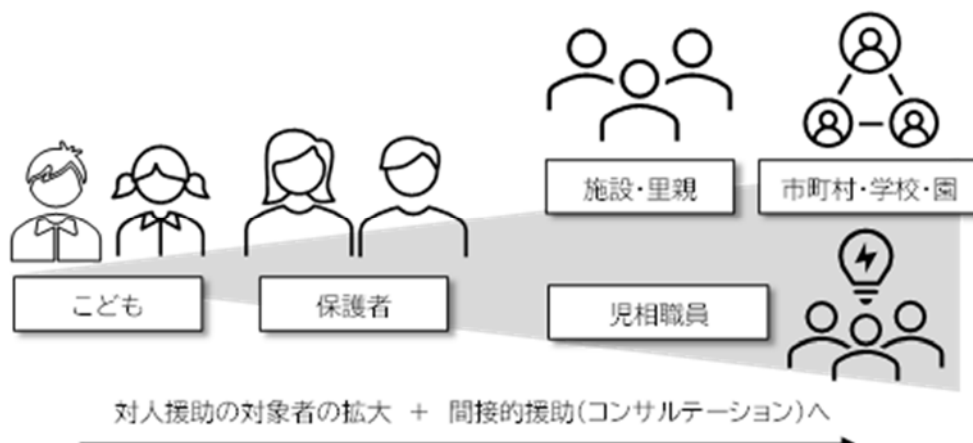 施設・里親
市町村・学校・園
こども
保護者
児相職員
対人援助の対象者の拡大 + 間接的援助(コンサルテーション)へ